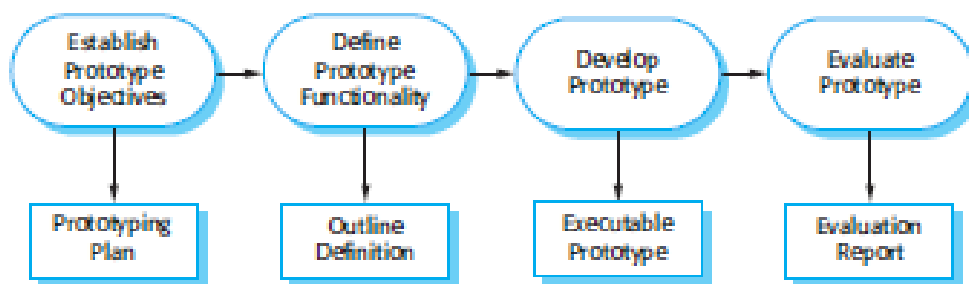 Establish
Prototype
Objectives
Define
Prototype
Functionality
Develop
Prototype
Evaluate
Prototype
Prototyping
Plan
Outline
Definition
Executable
Prototype
Evaluation
Report